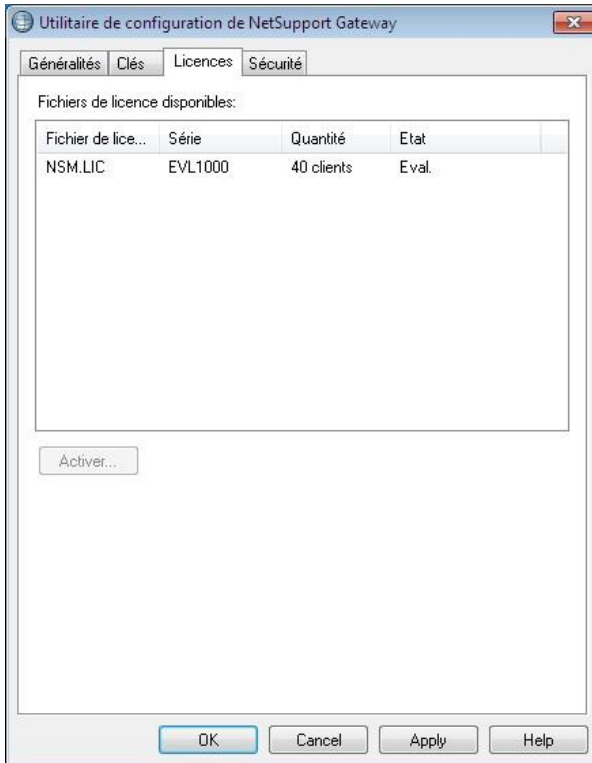 Utilitaire de configuration de NetSupport Gateway
Généralités Clés Licences Sécurité
Fichiers de licence disponibles:
Fichier de lice... Série Quantité Etat
NSM.LIC EVL1000 40 clients Eval.
Activer...
OK Cancel Apply Help